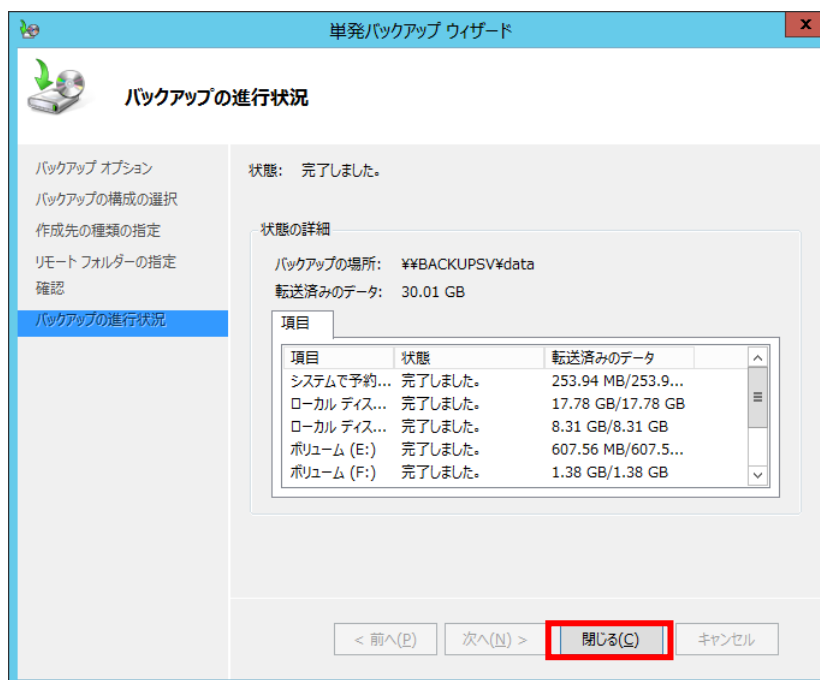 単発バックアップ ウィザード
x
バックアップの進行状況
バックアップ オプション
バックアップの構成の選択
作成先の種類の指定
リモート フォルダーの指定
確認
バックアップの進行状況
状態: 完了しました。
状態の詳細
バックアップの場所: ¥¥BACKUPSV¥data
転送済みのデータ: 30.01 GB
項目
項目 状態 転送済みのデータ
システムで予約... 完了しました。 253.94 MB/253.9...
ローカル ディス... 完了しました。 17.78 GB/17.78 GB
ローカル ディス... 完了しました。 8.31 GB/8.31 GB
ボリューム (E:) 完了しました。 607.56 MB/607.5...
ボリューム (F:) 完了しました。 1.38 GB/1.38 GB
< 前へ(P) 次へ(N) > 閉じる(C) キャンセル